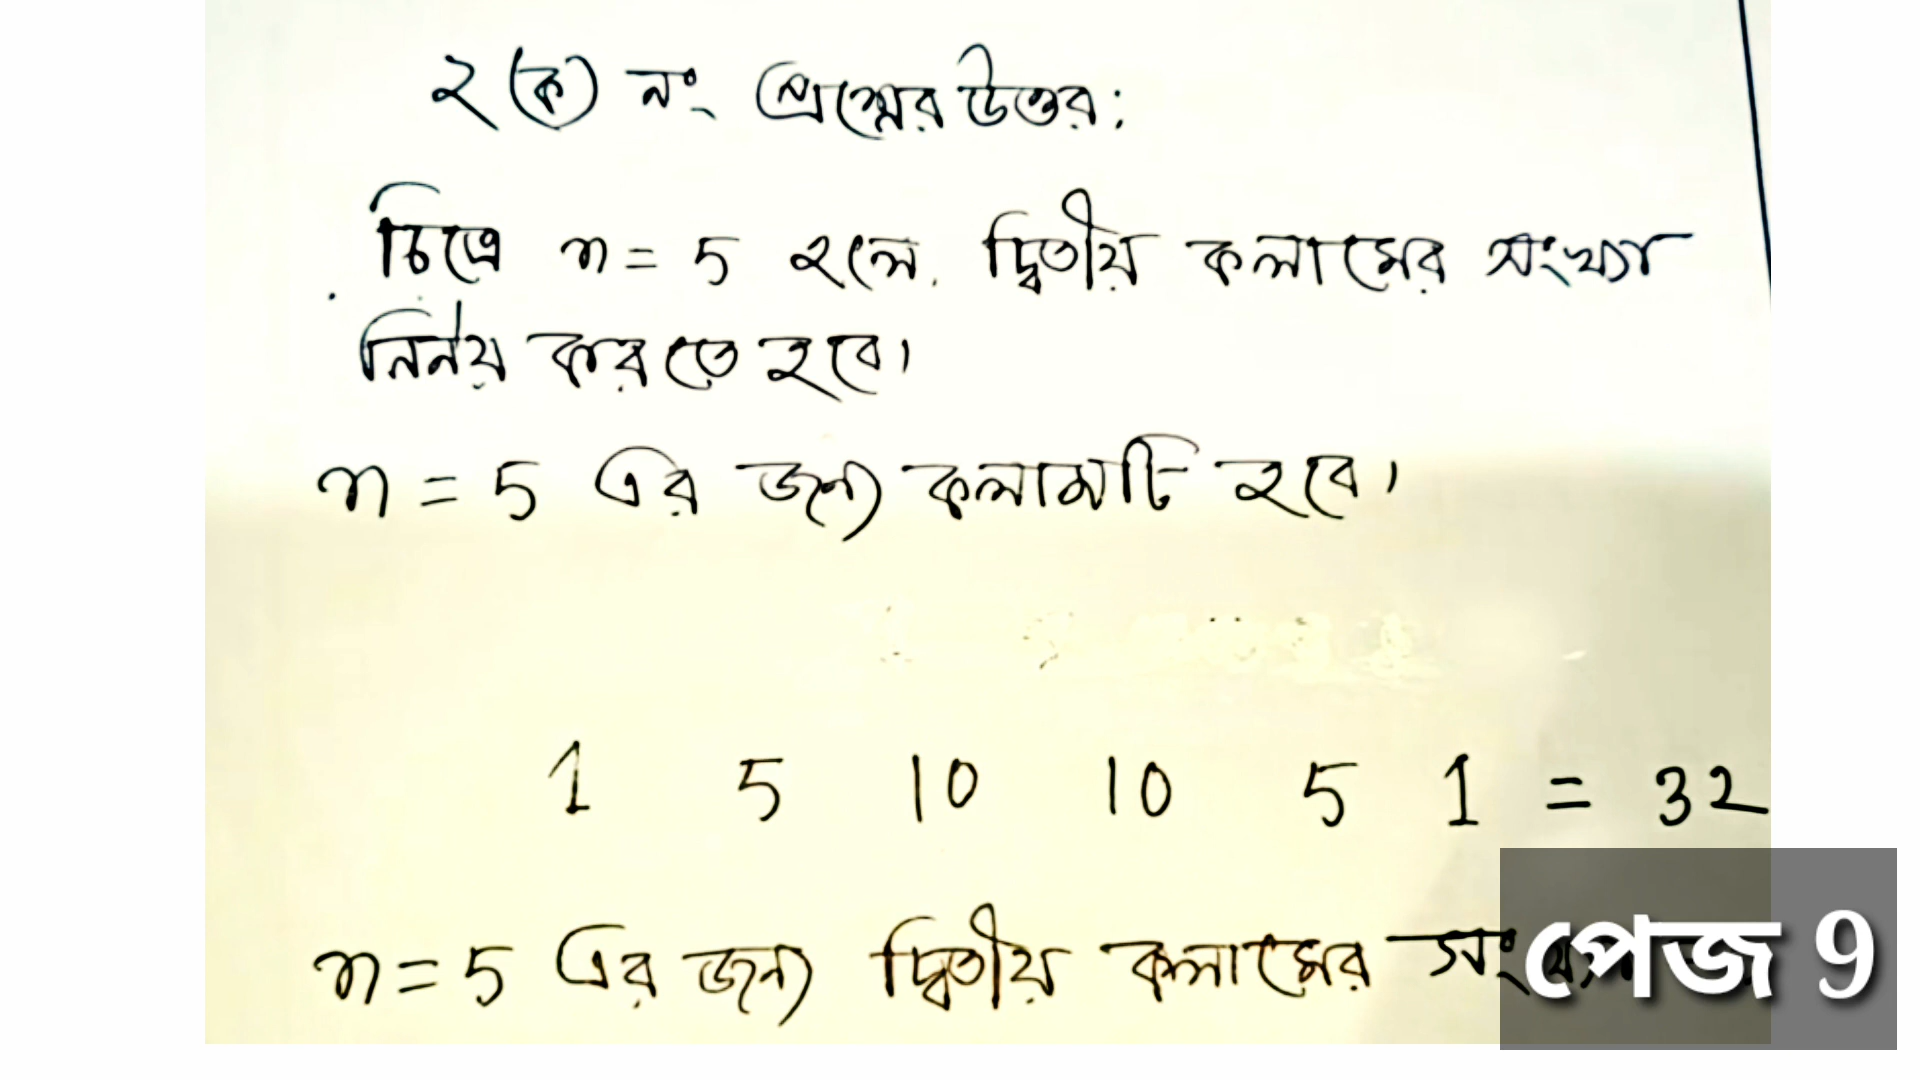 ২ (ক) নং প্রশ্নের উত্তর:
চিত্রে n = 5 হলে, দ্বিতীয় কলামের সংখ্যা
নির্নয় করতে হবে।
n = 5 এর জন্য কলামটি হবে।
1 5 10 10 5 1 = 32
n = 5 এর জন্য দ্বিতীয় কলামের
পেজ 9